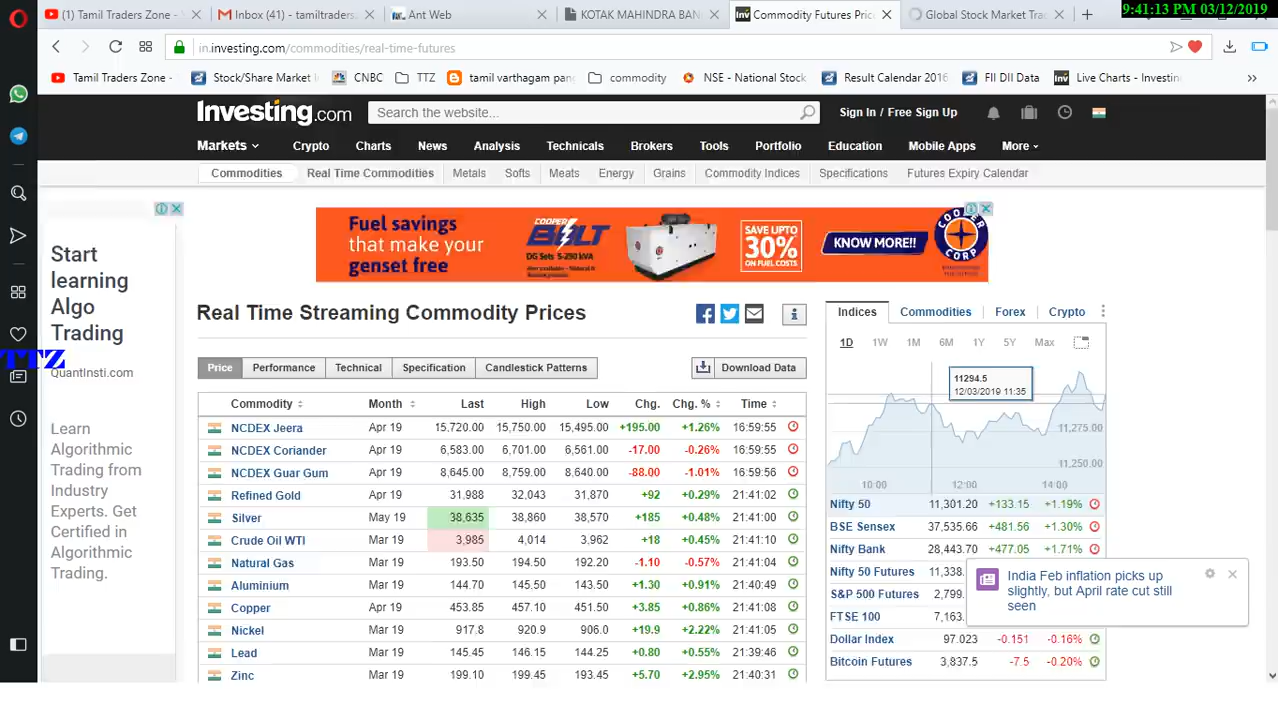 (1) Tamil Traders Zone -
Inbox (41) - tamiltraders
Ant Web
KOTAK MAHINDRA BAN
Inv Commodity Futures Pric
Global Stock Market Tra
9:41:13 PM 03/12/2019
in.investing.com/commodities/real-time-futures
Tamil Traders Zone -
Stock/Share Market I
CNBC
TTZ
tamil varthagam pan
commodity
NSE - National Stock
Result Calendar 2016
FII DII Data
Inv Live Charts - Investin
Investing.com
Search the website...
Sign In / Free Sign Up
Markets Crypto Charts News Analysis Technicals Brokers Tools Portfolio Education Mobile Apps More
Commodities Real Time Commodities Metals Softs Meats Energy Grains Commodity Indices Specifications Futures Expiry Calendar
Start
learning
Algo
Trading
QuantInsti.com
Learn
Algorithmic
Trading from
Industry
Experts. Get
Certified in
Algorithmic
Trading.
TTZ
Fuel savings
that make your
genset free
COOPER
BOLT
DG Sets 5-250 kVA
SAVE UPTO
30%
ON FUEL COSTS
KNOW MORE!!
COOPER
CORP
Real Time Streaming Commodity Prices
Price Performance Technical Specification Candlestick Patterns Download Data
Commodity Month Last High Low Chg. Chg. % Time
NCDEX Jeera Apr 19 15,720.00 15,750.00 15,495.00 +195.00 +1.26% 16:59:55
NCDEX Coriander Apr 19 6,583.00 6,701.00 6,561.00 -17.00 -0.26% 16:59:55
NCDEX Guar Gum Apr 19 8,645.00 8,759.00 8,640.00 -88.00 -1.01% 16:59:56
Refined Gold Apr 19 31,988 32,043 31,870 +92 +0.29% 21:41:02
Silver May 19 38,635 38,860 38,570 +185 +0.48% 21:41:00
Crude Oil WTI Mar 19 3,985 4,014 3,962 +18 +0.45% 21:41:10
Natural Gas Mar 19 193.50 194.50 192.20 -1.10 -0.57% 21:41:04
Aluminium Mar 19 144.70 145.50 143.50 +1.30 +0.91% 20:40:49
Copper Apr 19 453.85 457.10 451.50 +3.85 +0.86% 21:41:08
Nickel Mar 19 917.8 920.9 906.0 +19.9 +2.22% 21:41:05
Lead Mar 19 145.45 146.15 144.25 +0.80 +0.55% 21:39:46
Zinc Mar 19 199.10 199.45 193.45 +5.70 +2.95% 21:40:31
Indices Commodities Forex Crypto
1D 1W 1M 1Y 5Y Max
11294.5
12/03/2019 11:35
11,275.00
11,250.00
10:00 12:00 14:00
Nifty 50 11,301.20 +133.15 +1.19%
BSE Sensex 37,535.66 +481.56 +1.30%
Nifty Bank 28,443.70 +477.05 +1.71%
Nifty 50 Futures 11,338.
S&P 500 Futures 2,799.
FTSE 100 7,163.
Dollar Index 97.023 -0.151 -0.16%
Bitcoin Futures 3,837.5 -7.5 -0.20%
India Feb inflation picks up
slightly, but April rate cut still
seen